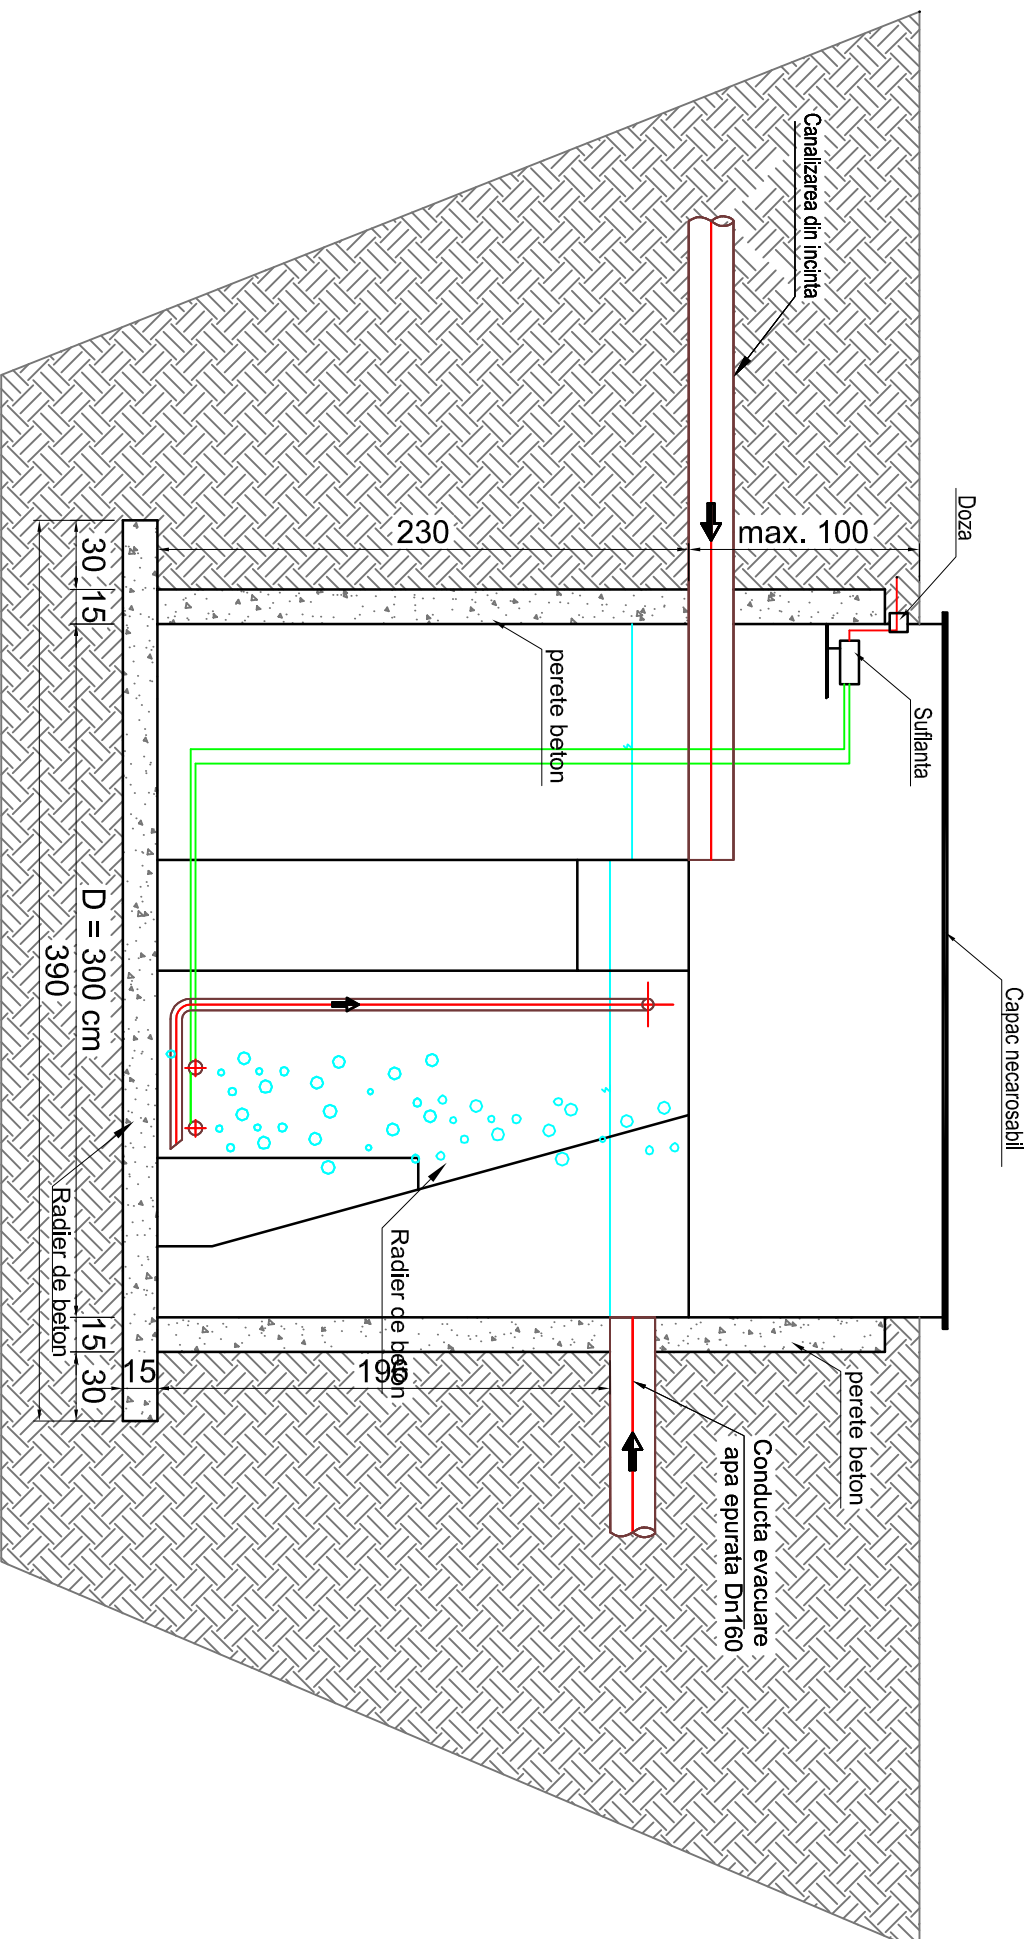 Canalizarea din incinta
Doza
Suflanta
Capac necarosabil
max. 100
230
perete beton
perete beton
Conducta evacuare
apa epurata Dn160
Radier de beton
196
15
30
15
D = 300 cm
15
30
390
Radier de beton